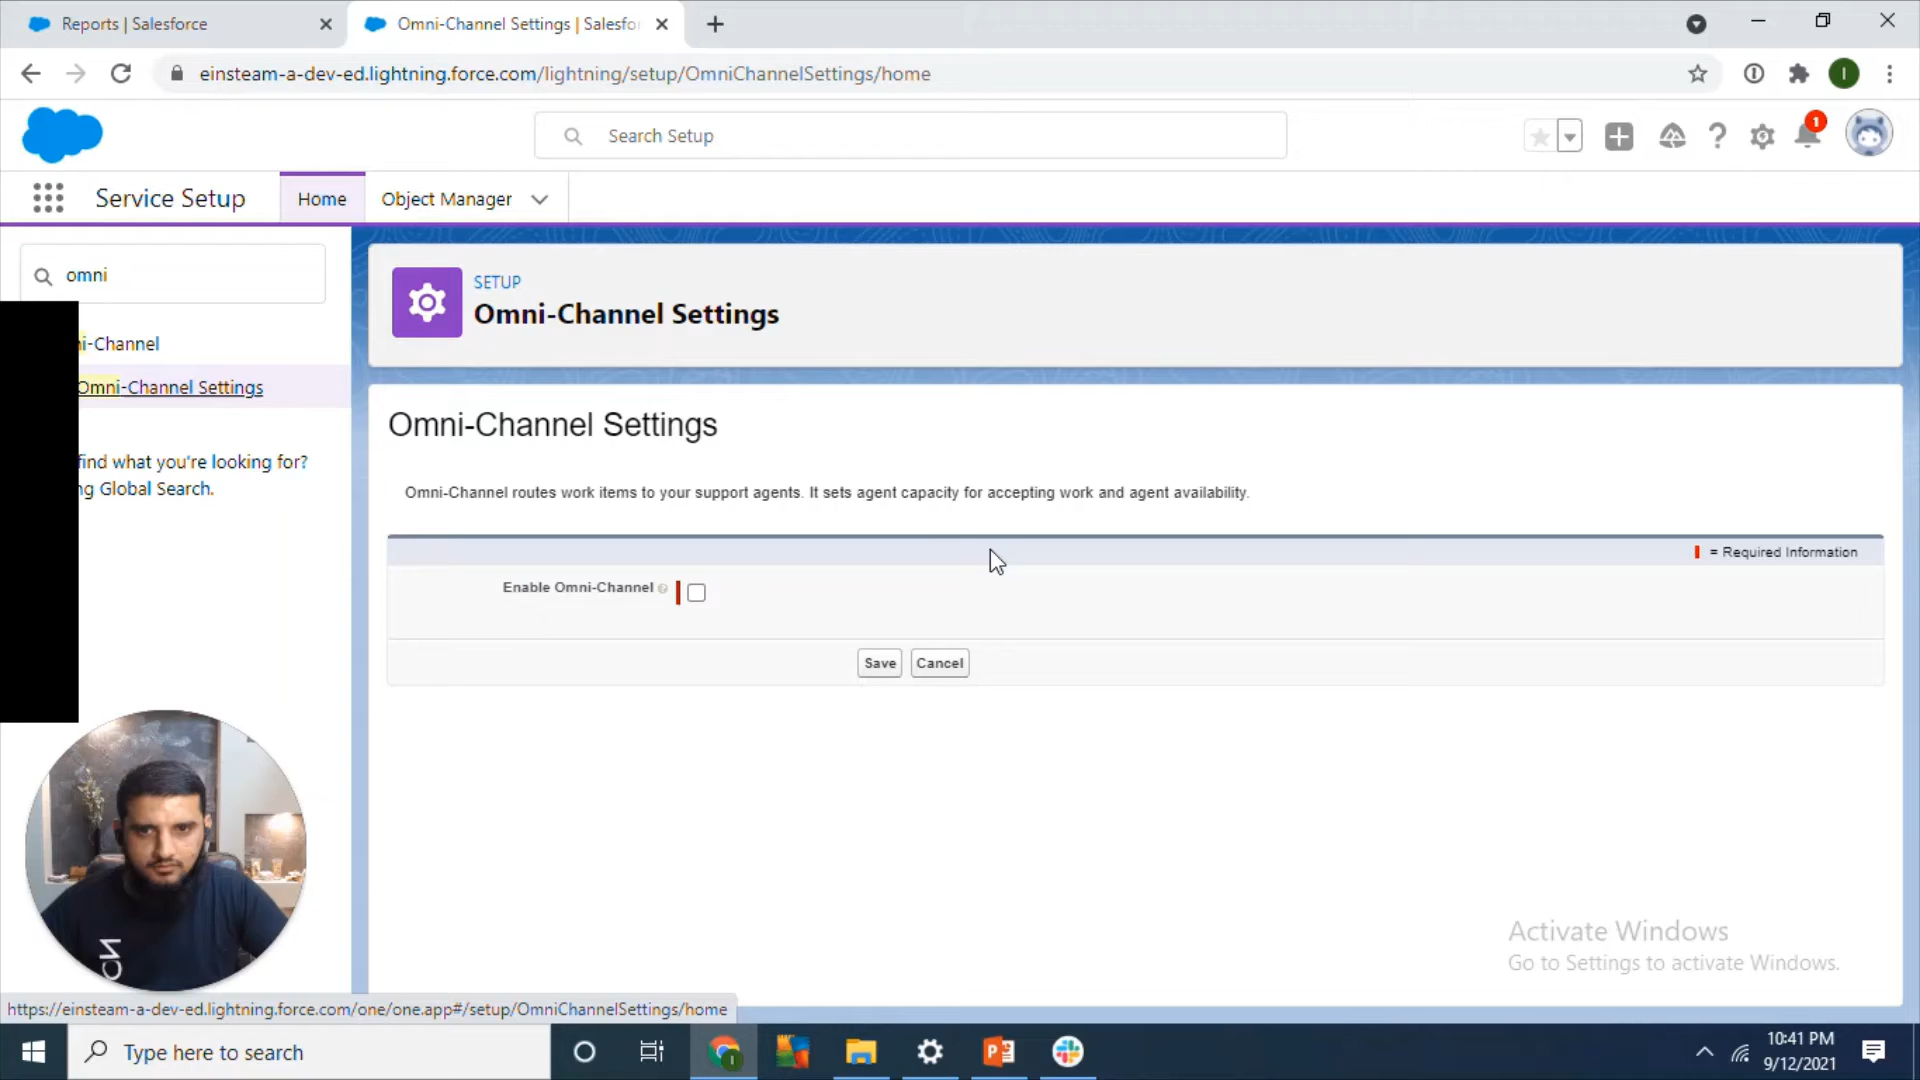 Reports | Salesforce
Omni-Channel Settings | Salesfo
einsteam-a-dev-ed.lightning.force.com/lightning/setup/OmniChannelSettings/home
I
Search Setup
1
Service Setup
Home
Object Manager
omni
i-Channel
Omni-Channel Settings
find what you're looking for?
ng Global Search.
SETUP
Omni-Channel Settings
Omni-Channel Settings
Omni-Channel routes work items to your support agents. It sets agent capacity for accepting work and agent availability.
= Required Information
Enable Omni-Channel
Save
Cancel
Activate Windows
Go to Settings to activate Windows.
https://einsteam-a-dev-ed.lightning.force.com/one/one.app#/setup/OmniChannelSettings/home
Type here to search
10:41 PM
9/12/2021